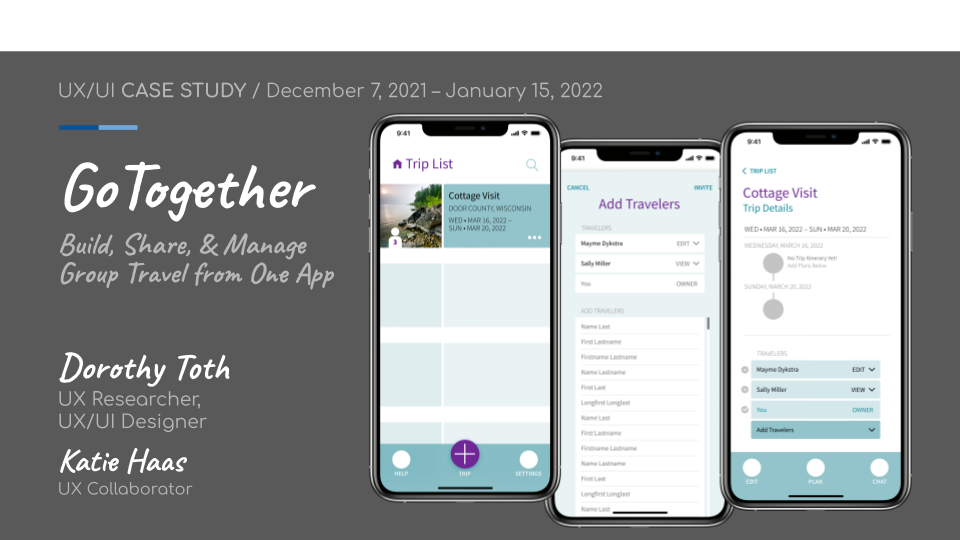 UX/UI CASE STUDY / December 7, 2021 – January 15, 2022
GoTogether
Build, Share, & Manage
Group Travel from One App
Dorothy Toth
UX Researcher,
UX/UI Designer
Katie Haas
UX Collaborator
9:41
Trip List
Cottage Visit
DOOR COUNTY, WISCONSIN
WED • MAR 16, 2022 –
SUN • MAR 20, 2022
3
HELP
TRIP
SETTINGS
9:41
CANCEL
INVITE
Add Travelers
TRAVELERS
Mayme Dykstra EDIT
Sally Miller VIEW
You OWNER
ADD TRAVELERS
Name Last
First Lastname
Firstname Lastname
Name Lastname
First Last
Longfirst Longlast
Name Last
First Lastname
Firstname Lastname
Name Lastname
First Last
Longfirst Longlast
Name Last
9:41
TRIP LIST
Cottage Visit
Trip Details
WED • MAR 16, 2022 – SUN • MAR 20, 2022
WEDNESDAY, MARCH 16, 2022
No Trip Itinerary Yet!
Add Plans Below
SUNDAY, MARCH 20, 2022
TRAVELERS
Mayme Dykstra EDIT
Sally Miller VIEW
You OWNER
Add Travelers
EDIT
PLAN
CHAT